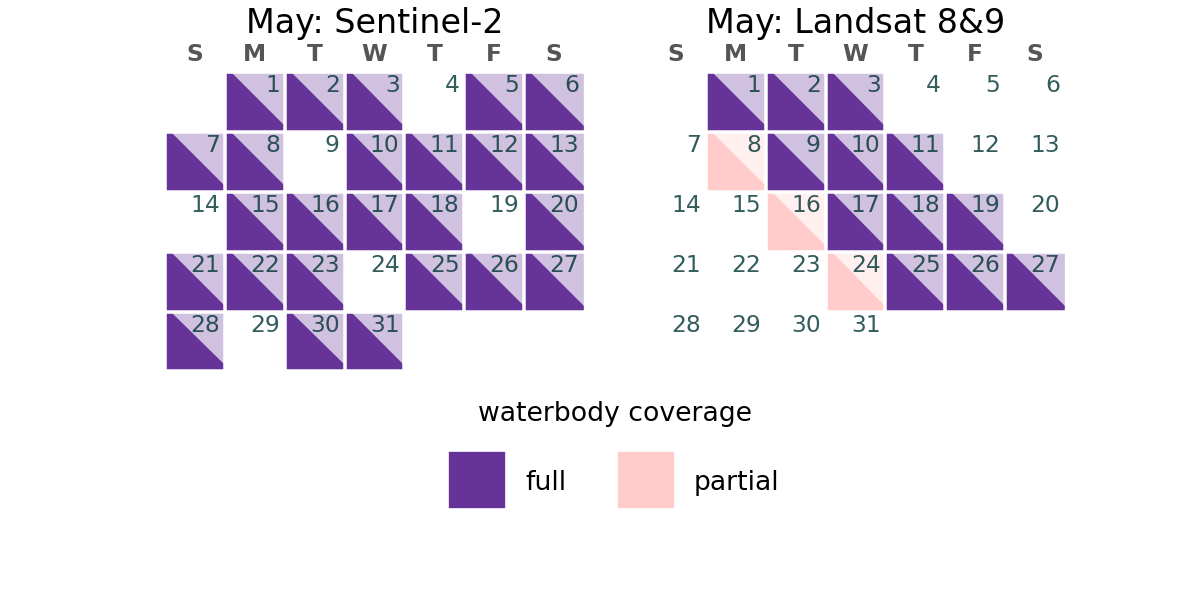 May: Sentinel-2
S M T W T F S
1 2 3 4 5 6
7 8 9 10 11 12 13
14 15 16 17 18 19 20
21 22 23 24 25 26 27
28 29 30 31
May: Landsat 8&9
S M T W T F S
1 2 3 4 5 6
7 8 9 10 11 12 13
14 15 16 17 18 19 20
21 22 23 24 25 26 27
28 29 30 31
waterbody coverage
full partial